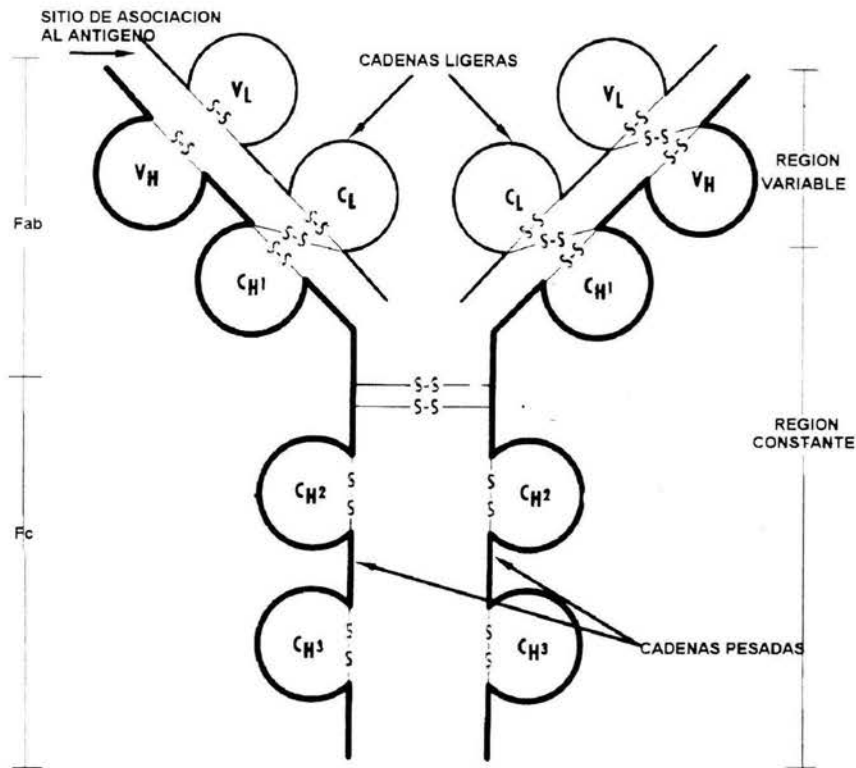 SITIO DE ASOCIACION
AL ANTIGENO
CADENAS LIGERAS
VL
VL
S-S
S-S
S-S
S-S
S-S
VH
VH
REGION
VARIABLE
CL
CL
Fab
S-S
S-S
S-S
S-S
S-S
S-S
CH1
CH1
S-S
S-S
REGION
CONSTANTE
CH2
S
S
S
S
CH2
Fc
CH3
S
S
S-S
CH3
CADENAS PESADAS